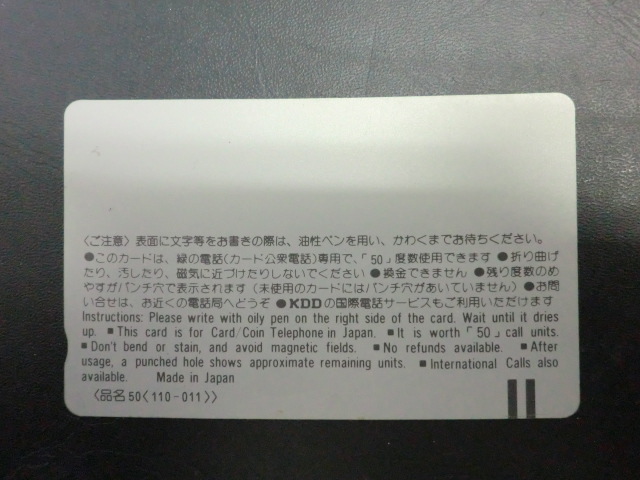 〈ご注意〉表面に文字等をお書きの際は、油性ペンを用い、かわくまでお待ちください。
●このカードは、緑の電話(カード公衆電話)専用で、「50」度数使用できます●折り曲げ
たり、汚したり、磁気に近づけたりしないでください●換金できません●残り度数のめ
やすがパンチ穴で表示されます(未使用のカードにはパンチ穴があいていません)●お問
い合せは、お近くの電話局へどうぞ●KDDの国際電話サービスもご利用いただけます
Instructions: Please write with oily pen on the right side of the card. Wait until it dries
up. ■This card is for Card/Coin Telephone in Japan. ■It is worth「50」call units.
■Don't bend or stain, and avoid magnetic fields. ■No refunds available. ■After
usage, a punched hole shows approximate remaining units. ■International Calls also
available. Made in Japan
〈品名50〈110-011〉〉